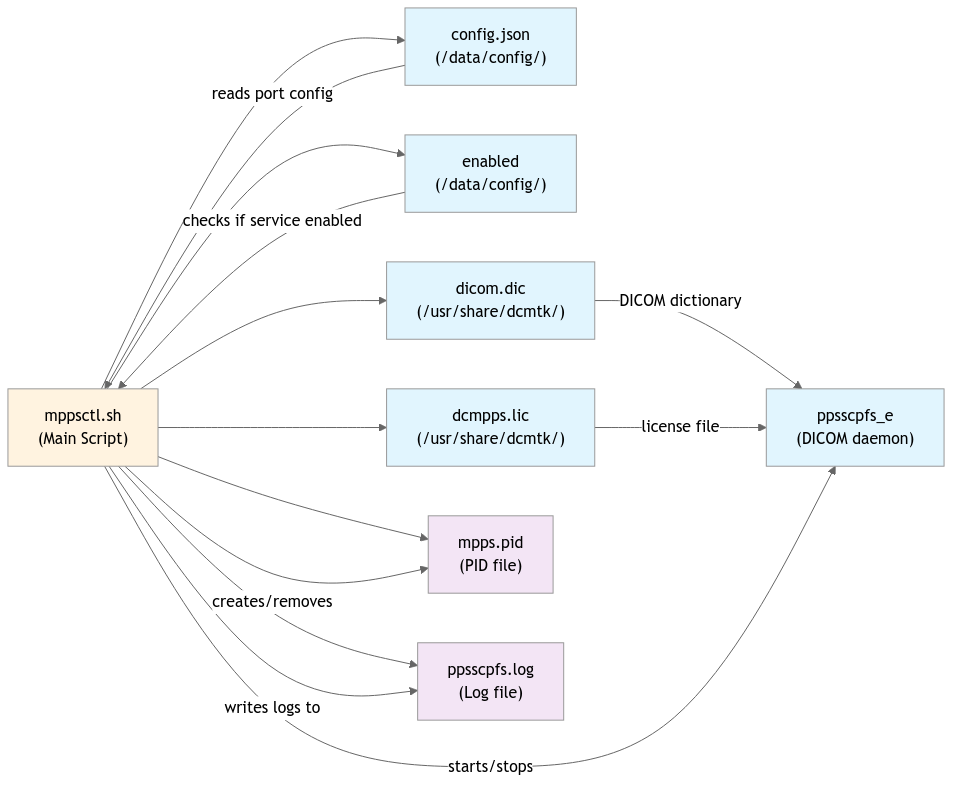 config.json
(/data/config/)
reads port config
enabled
(/data/config/)
checks if service enabled
dicom.dic
(/usr/share/dcmtk/)
DICOM dictionary
mppsctl.sh
(Main Script)
dcmpps.lic
(/usr/share/dcmtk/)
license file
ppsscpfs_e
(DICOM daemon)
mpps.pid
(PID file)
creates/removes
ppsscpfs.log
(Log file)
writes logs to
starts/stops